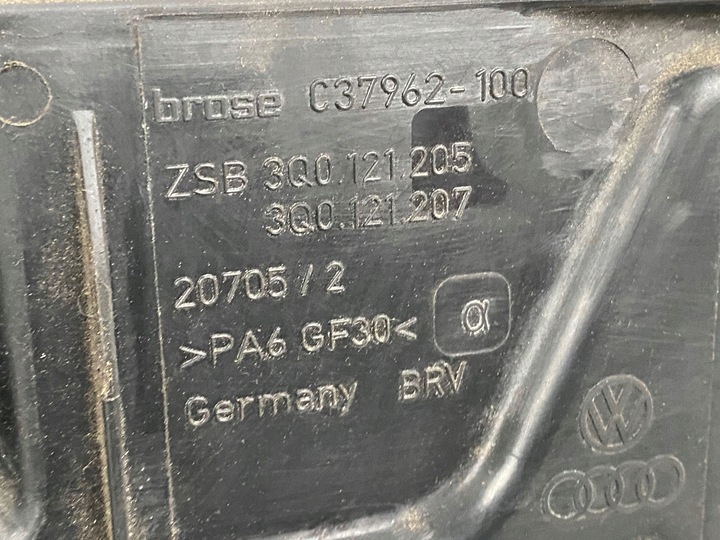 brose C37962-100
ZSB 3Q0.121.205
3Q0.121.207
20705/2
>PA6 GF30< α
Germany BRV